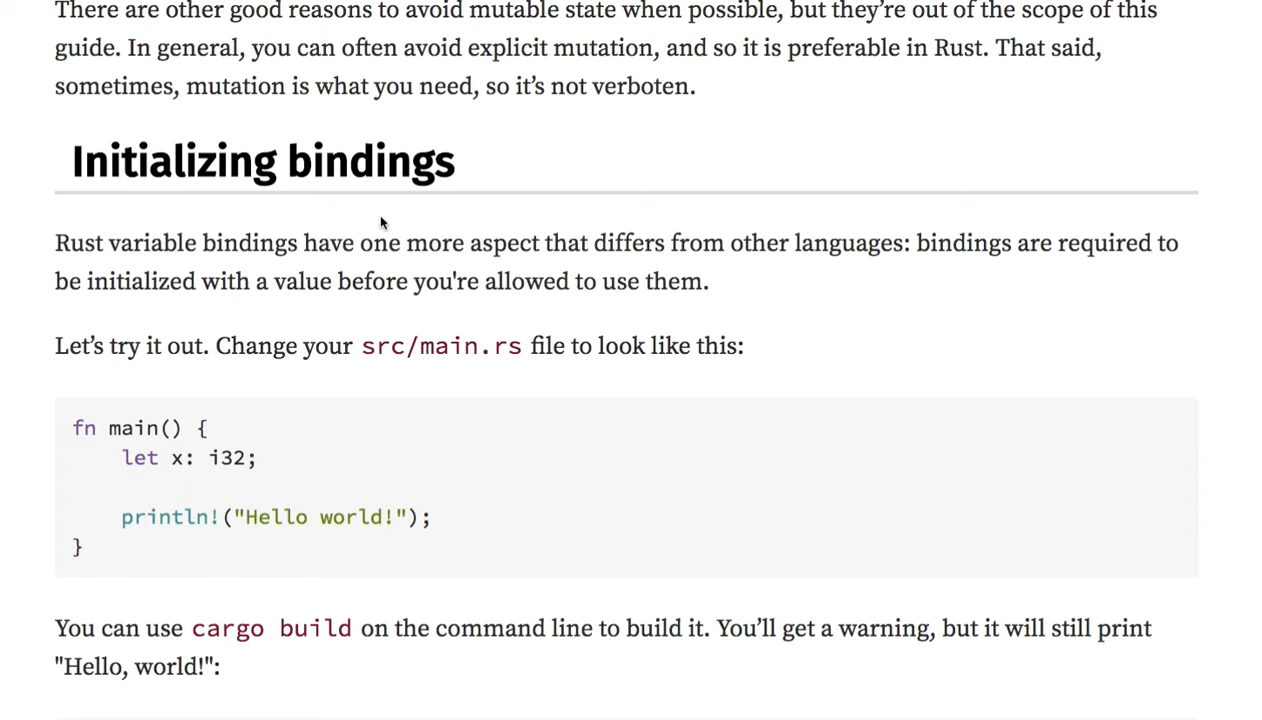 There are other good reasons to avoid mutable state when possible, but they’re out of the scope of this
guide. In general, you can often avoid explicit mutation, and so it is preferable in Rust. That said,
sometimes, mutation is what you need, so it’s not verboten.
Initializing bindings
Rust variable bindings have one more aspect that differs from other languages: bindings are required to
be initialized with a value before you're allowed to use them.
Let’s try it out. Change your src/main.rs file to look like this:
fn main() {
    let x: i32;
    println!("Hello world!");
}
You can use cargo build on the command line to build it. You’ll get a warning, but it will still print
"Hello, world!":